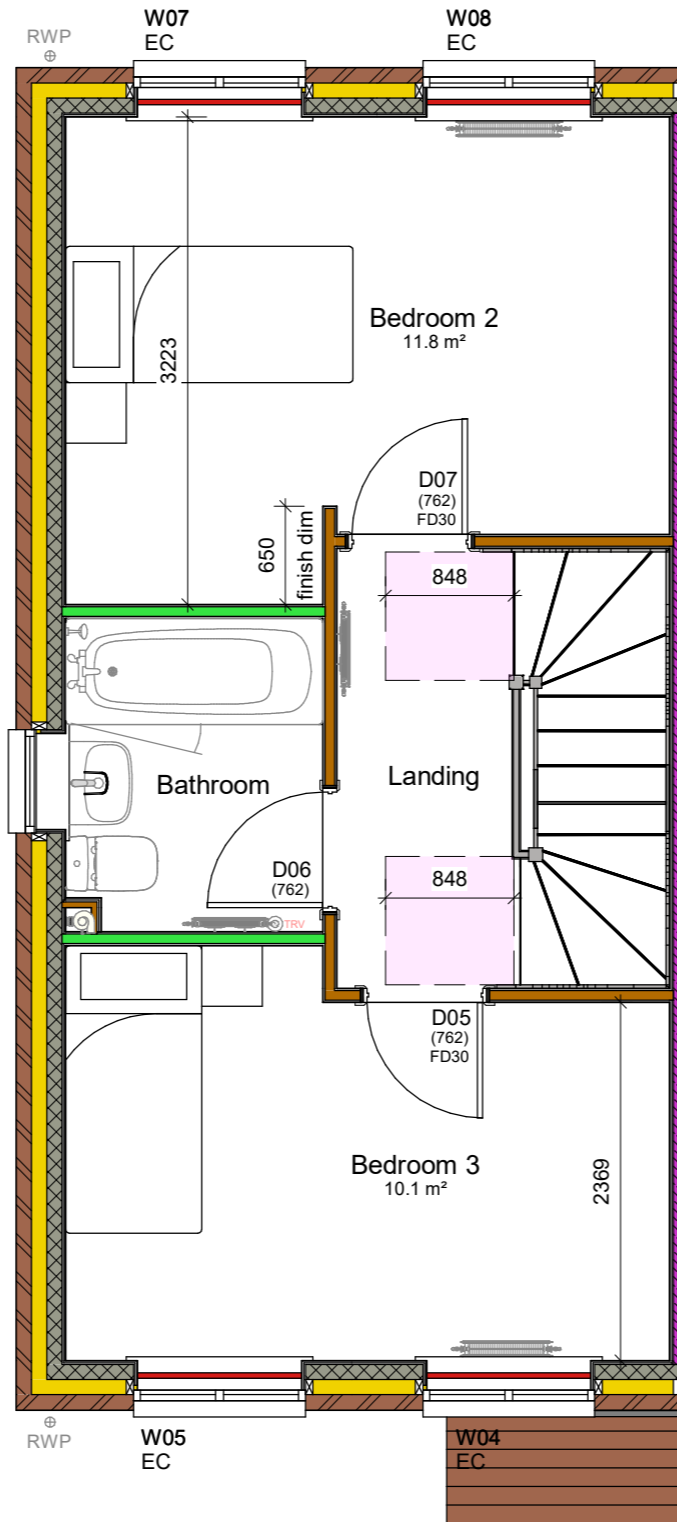 W07
EC
W08
EC
RWP
Bedroom 2
11.8 m²
3223
D07
(762)
FD30
650
finish dim
848
Bathroom
Landing
D06
(762)
TRV
848
D05
(762)
FD30
Bedroom 3
10.1 m²
2369
RWP
W05
EC
W04
EC